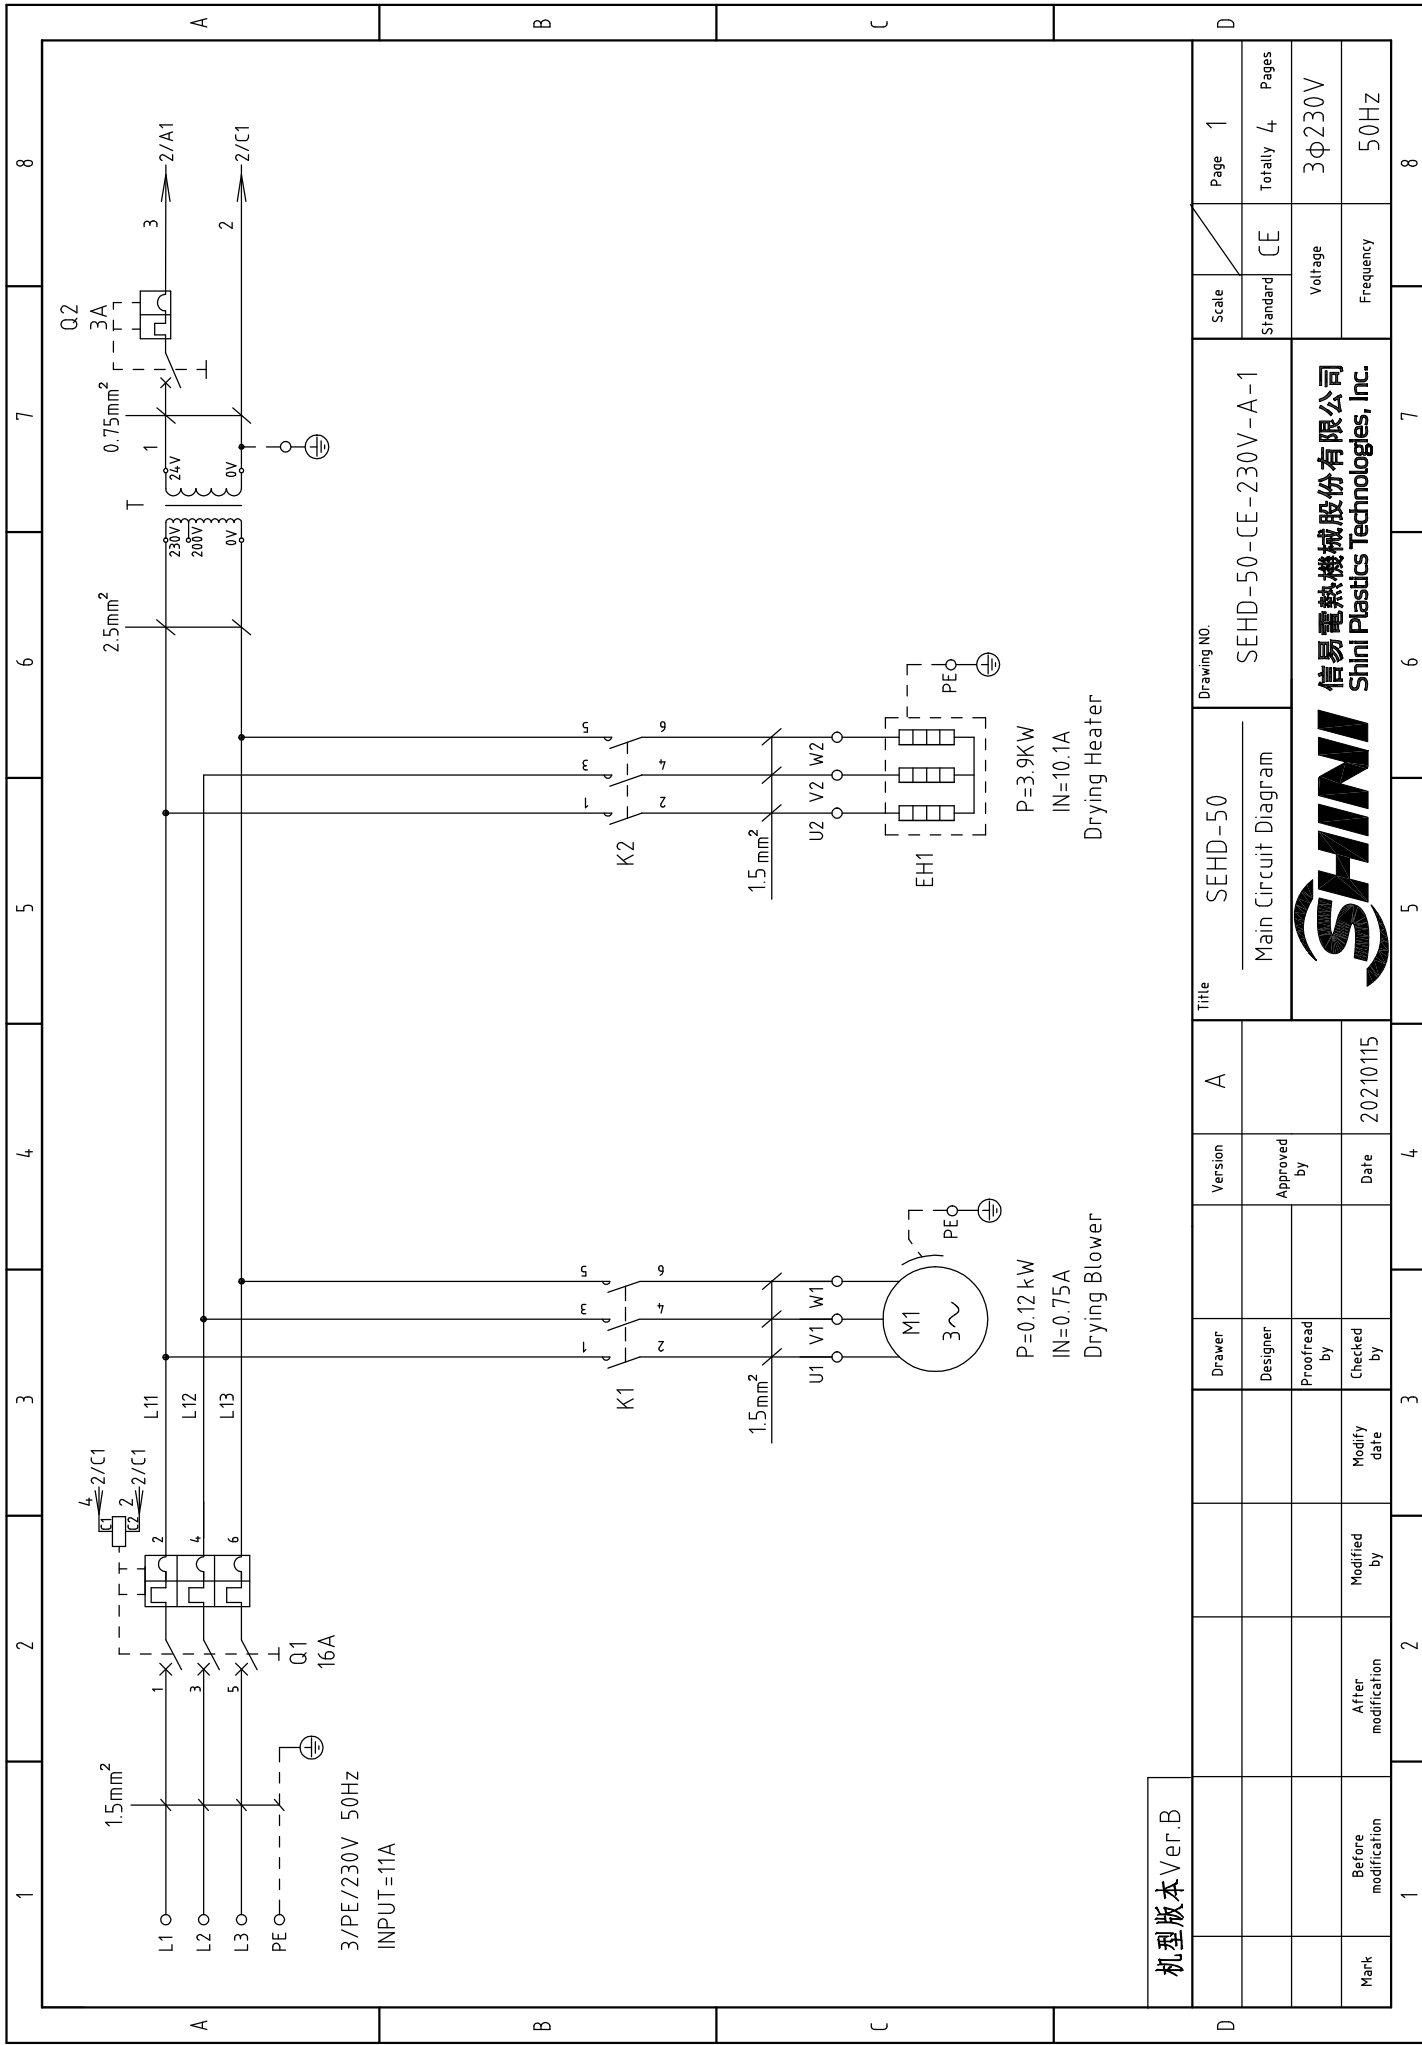 1 2 3 4 5 6 7 8
A
B
C
D
L1
L2
L3
PE
1.5mm²
3/PE/230V 50Hz
INPUT=11A
1
3
5
Q1
16A
2
4
6
C1
C2
4
2/C1
2
2/C1
L11
L12
L13
1 3 5
K1
2 4 6
1.5mm²
U1 V1 W1
M1
3~
PE
P=0.12kW
IN=0.75A
Drying Blower
1 3 5
K2
2 4 6
1.5mm²
U2 V2 W2
EH1
PE
P=3.9KW
IN=10.1A
Drying Heater
2.5mm²
T
230V
200V
0V
24V
0V
1
0.75mm²
Q2
3A
3
2/A1
2
2/C1
机型版本Ver.B
Mark
Before
modification
After
modification
Modified
by
Modify
date
Drawer
Designer
Proofread
by
Checked
by
Version
A
Approved
by
Date
20210115
Title
SEHD-50
Main Circuit Diagram
Drawing NO.
SEHD-50-CE-230V-A-1
SHINI
信易電熱機械股份有限公司
Shini Plastics Technologies, Inc.
Scale
Page 1
Standard CE
Totally 4 Pages
Voltage
3φ230V
Frequency
50HZ
A
B
C
D
1 2 3 4 5 6 7 8